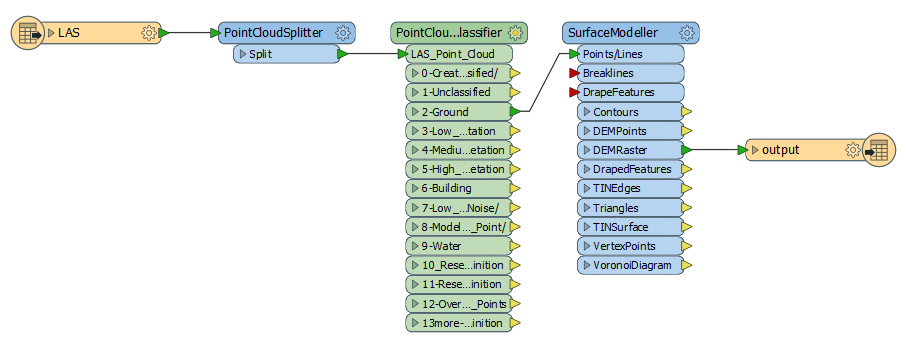 LAS
PointCloudSplitter
Split
PointClou...lassifier
LAS_Point_Cloud
0-Creat...sified/
1-Unclassified
2-Ground
3-Low_...tation
4-Mediu...etation
5-High_...etation
6-Building
7-Low_...Noise/
8-Model..._Point/
9-Water
10_Rese...inition
11-Rese...inition
12-Over..._Points
13more-...inition
SurfaceModeller
Points/Lines
Breaklines
DrapeFeatures
Contours
DEMPoints
DEMRaster
DrapedFeatures
TINEdges
Triangles
TINSurface
VertexPoints
VoronoiDiagram
output